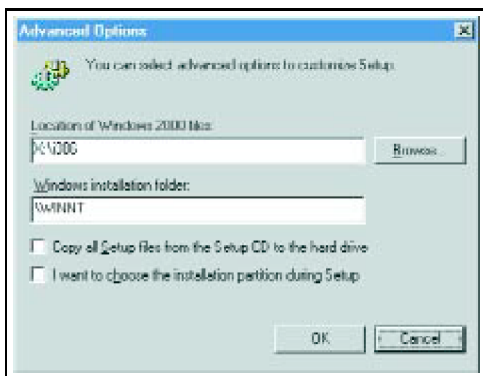 Advanced Options
You can select advanced options to customize Setup.
Location of Windows 2000 files:
X:\i386
Browse...
Windows installation folder:
\WINNT
Copy all Setup files from the Setup CD to the hard drive
I want to choose the installation partition during Setup
OK
Cancel